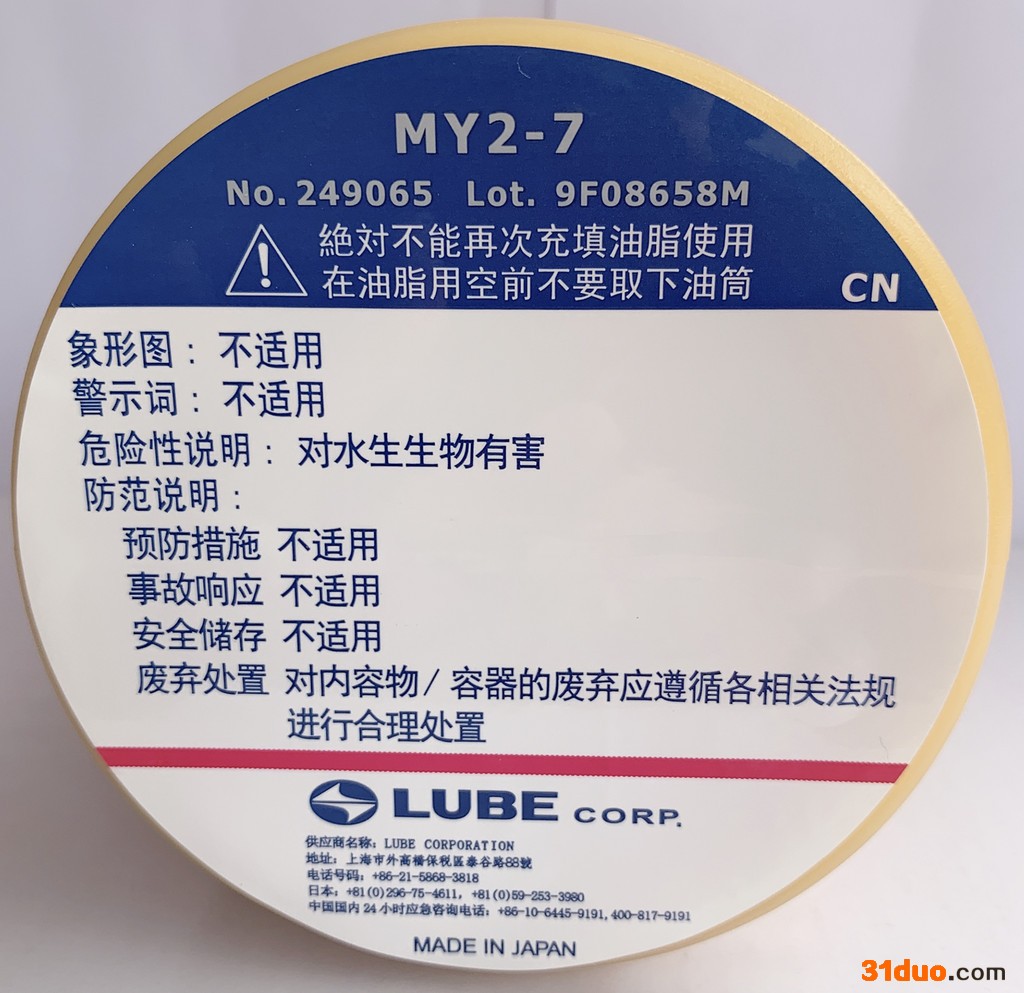 MY2-7
No. 249065 Lot. 9F08658M
絶对不能再次充填油脂使用
在油脂用空前不要取下油筒
CN
象形图： 不适用
警示词： 不适用
危险性说明： 对水生生物有害
防范说明：
预防措施 不适用
事故响应 不适用
安全储存 不适用
废弃处置 对内容物/容器的废弃应遵循各相关法规
进行合理处置
LUBE CORP.
供应商名称: LUBE CORPORATION
地址: 上海市外高橋保税區泰谷路88號
电话号码: +86-21-5868-3818
日本: +81(0)296-75-4611, +81(0)59-253-3980
中国国内24小时应急咨询电话: +86-10-6445-9191,400-817-9191
MADE IN JAPAN
31duo.com